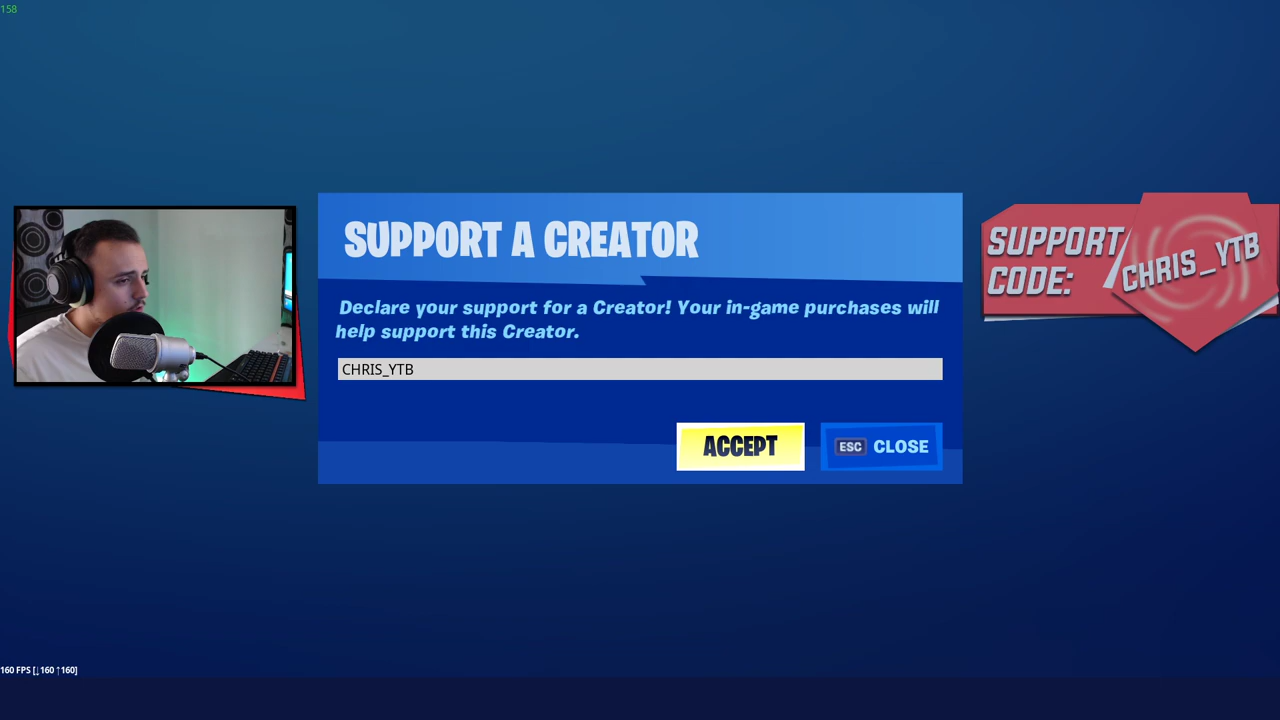 158
SUPPORT A CREATOR
Declare your support for a Creator! Your in-game purchases will
help support this Creator.
CHRIS_YTB
ACCEPT
ESC CLOSE
SUPPORT
CODE:
CHRIS_YTB
160 FPS [↓160 ↑160]